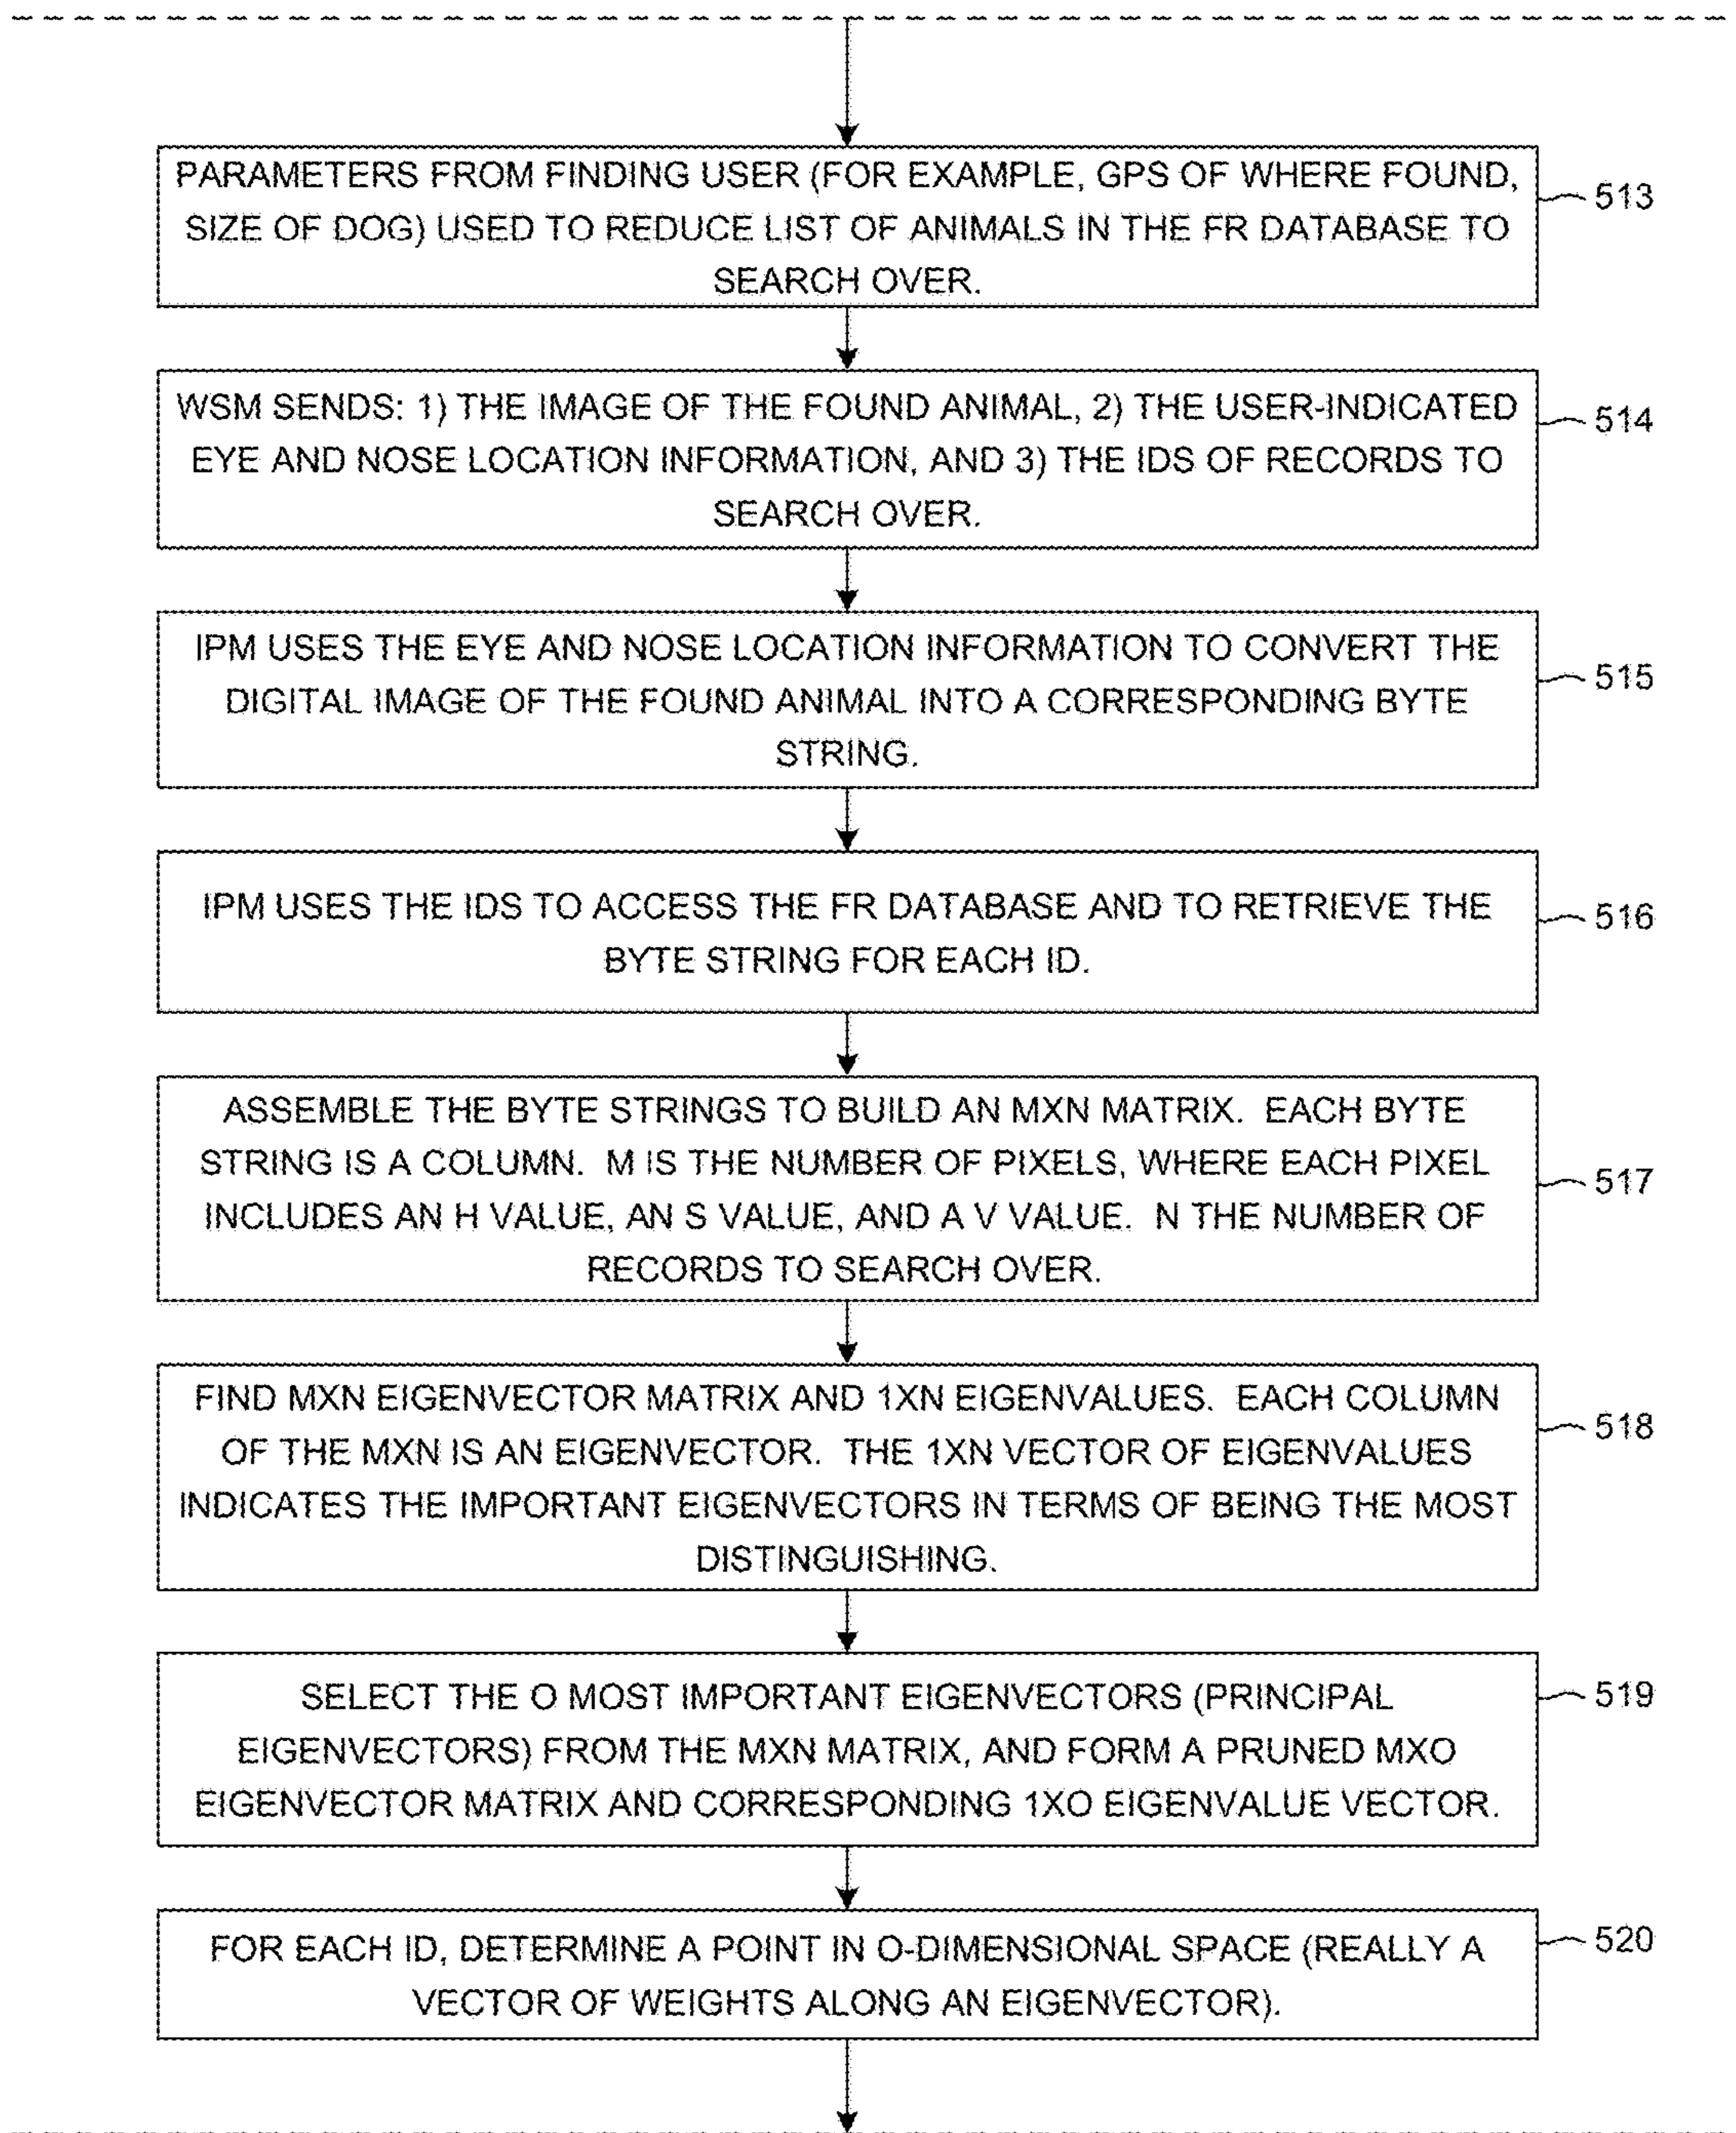 PARAMETERS FROM FINDING USER (FOR EXAMPLE, GPS OF WHERE FOUND,
SIZE OF DOG) USED TO REDUCE LIST OF ANIMALS IN THE FR DATABASE TO
SEARCH OVER.
513
WSM SENDS: 1) THE IMAGE OF THE FOUND ANIMAL, 2) THE USER-INDICATED
EYE AND NOSE LOCATION INFORMATION, AND 3) THE IDS OF RECORDS TO
SEARCH OVER.
514
IPM USES THE EYE AND NOSE LOCATION INFORMATION TO CONVERT THE
DIGITAL IMAGE OF THE FOUND ANIMAL INTO A CORRESPONDING BYTE
STRING.
515
IPM USES THE IDS TO ACCESS THE FR DATABASE AND TO RETRIEVE THE
BYTE STRING FOR EACH ID.
516
ASSEMBLE THE BYTE STRINGS TO BUILD AN MXN MATRIX. EACH BYTE
STRING IS A COLUMN. M IS THE NUMBER OF PIXELS, WHERE EACH PIXEL
INCLUDES AN H VALUE, AN S VALUE, AND A V VALUE. N THE NUMBER OF
RECORDS TO SEARCH OVER.
517
FIND MXN EIGENVECTOR MATRIX AND 1XN EIGENVALUES. EACH COLUMN
OF THE MXN IS AN EIGENVECTOR. THE 1XN VECTOR OF EIGENVALUES
INDICATES THE IMPORTANT EIGENVECTORS IN TERMS OF BEING THE MOST
DISTINGUISHING.
518
SELECT THE O MOST IMPORTANT EIGENVECTORS (PRINCIPAL
EIGENVECTORS) FROM THE MXN MATRIX, AND FORM A PRUNED MXO
EIGENVECTOR MATRIX AND CORRESPONDING 1XO EIGENVALUE VECTOR.
519
FOR EACH ID, DETERMINE A POINT IN O-DIMENSIONAL SPACE (REALLY A
VECTOR OF WEIGHTS ALONG AN EIGENVECTOR).
520